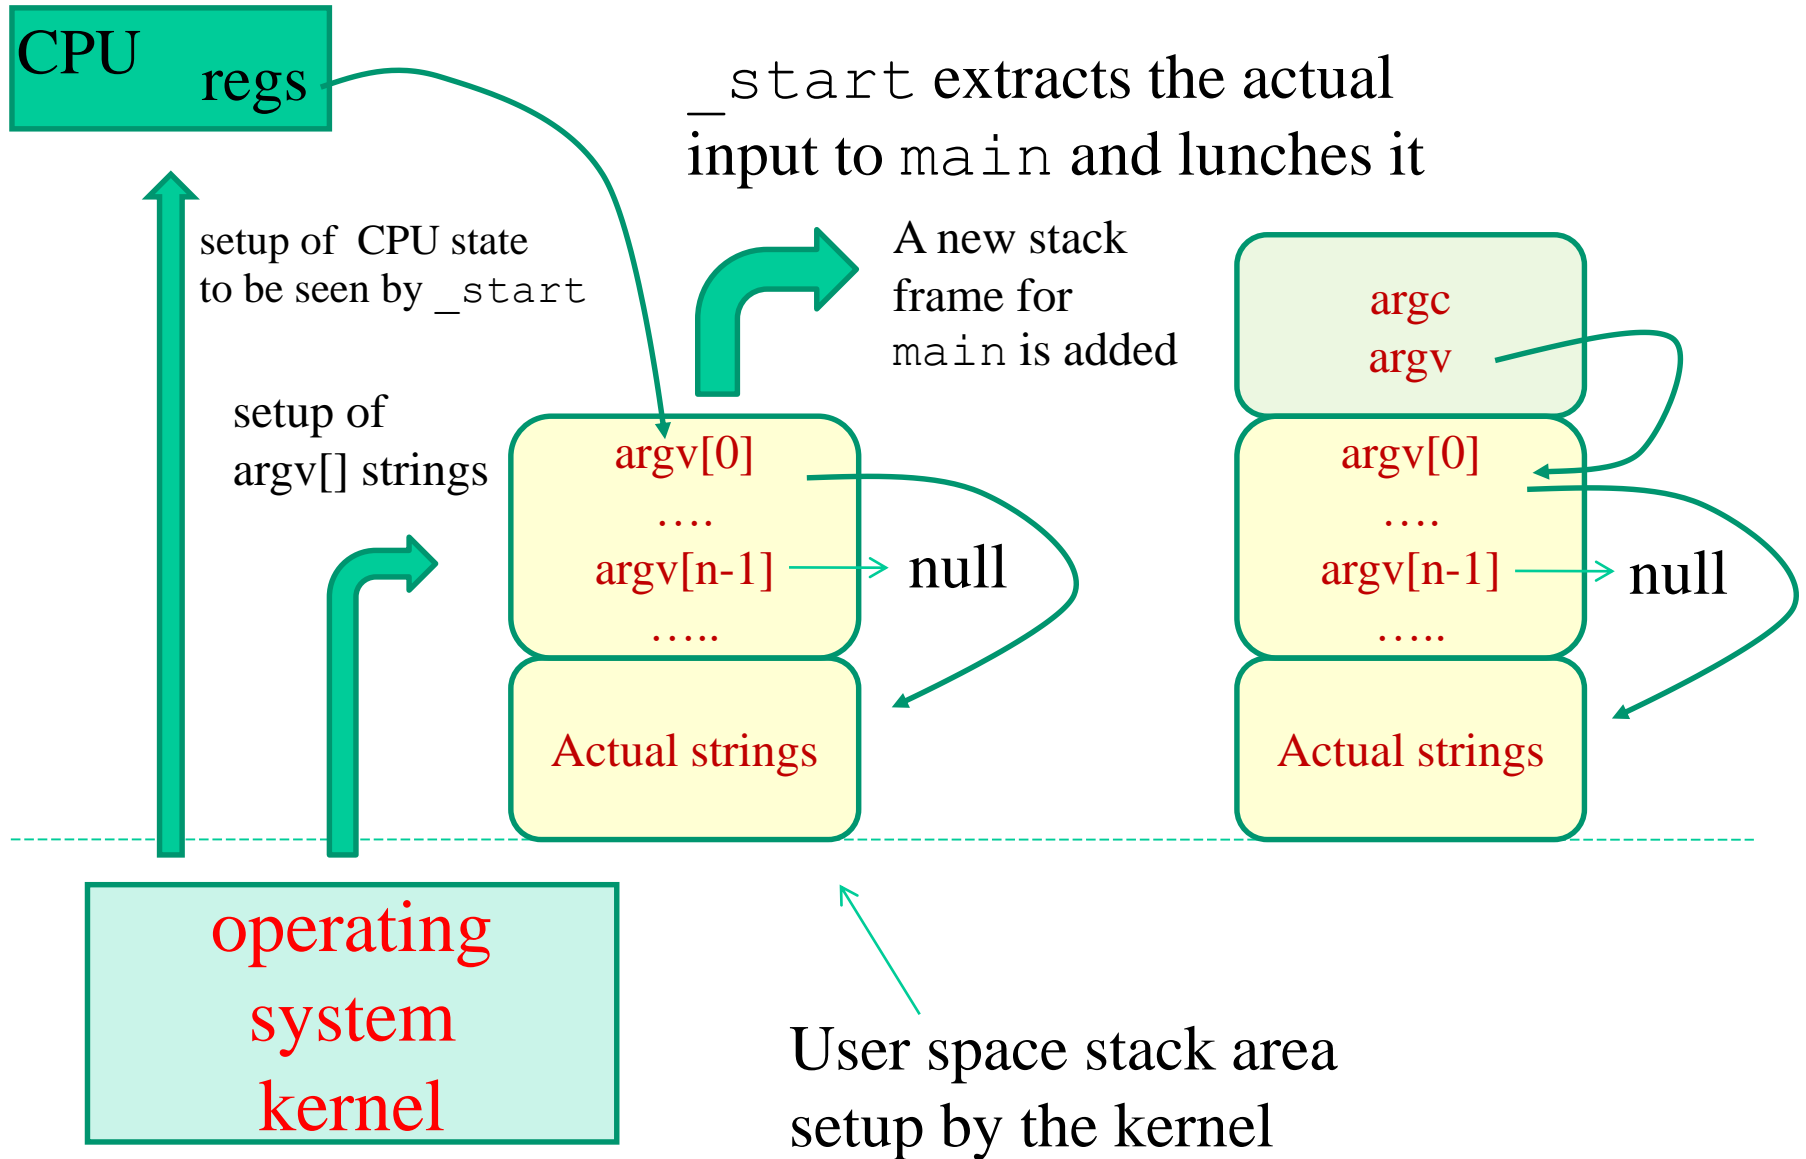 CPU
regs
_start extracts the actual
input to main and lunches it
setup of CPU state
to be seen by _start
A new stack
frame for
main is added
setup of
argv[] strings
argv[0]
....
argv[n-1]
null
.....
Actual strings
argc
argv
argv[0]
....
argv[n-1]
null
.....
Actual strings
operating
system
kernel
User space stack area
setup by the kernel